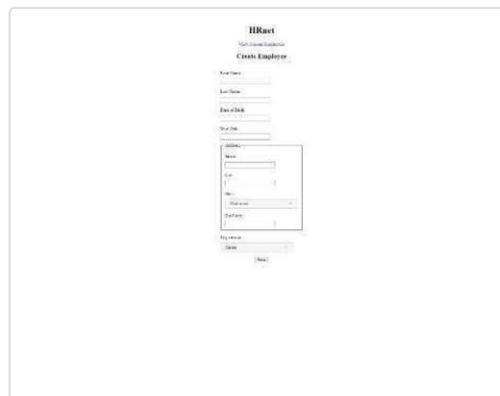 HRnet
View Current Employees
Create Employee
First Name
Last Name
Date of Birth
Start Date
Address
Street
City
State
Zip Code
Department
Save